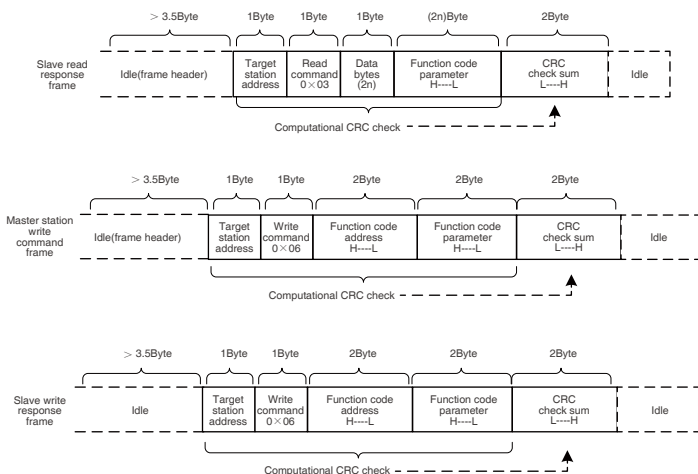 > 3.5Byte 1Byte 1Byte 1Byte (2n)Byte 2Byte
Slave read
response
frame
Idle(frame header)
Target
station
address
Read
command
0×03
Data
bytes
(2n)
Function code
parameter
H----L
CRC
check sum
L----H
Idle
Computational CRC check
> 3.5Byte 1Byte 1Byte 2Byte 2Byte 2Byte
Master station
write
command
frame
Idle(frame header)
Target
station
address
Write
command
0×06
Function code
address
H----L
Function code
parameter
H----L
CRC
check sum
L----H
Idle
Computational CRC check
> 3.5Byte 1Byte 1Byte 2Byte 2Byte 2Byte
Slave write
response
frame
Idle
Target
station
address
Write
command
0×06
Function code
address
H----L
Function code
parameter
H----L
CRC
check sum
L----H
Idle
Computational CRC check